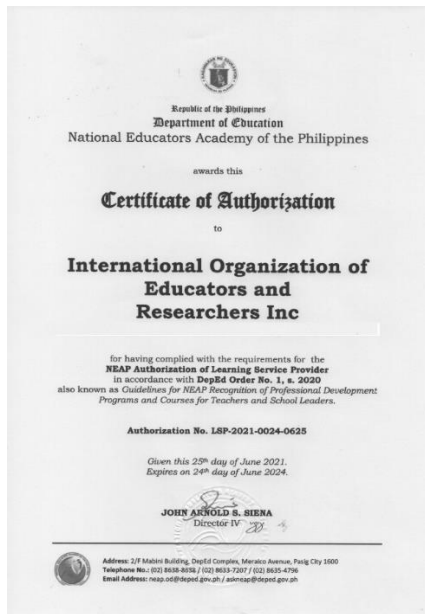 Republic of the Philippines
Department of Education
National Educators Academy of the Philippines
awards this
Certificate of Authorization
to
International Organization of
Educators and
Researchers Inc
for having complied with the requirements for the
NEAP Authorization of Learning Service Provider
in accordance with DepEd Order No. 1, s. 2020
also known as Guidelines for NEAP Recognition of Professional Development
Programs and Courses for Teachers and School Leaders.
Authorization No. LSP-2021-0024-0625
Given this 25th day of June 2021.
Expires on 24th day of June 2024.
JOHN ARNOLD S. SIENA
Director IV
Address: 2/F Mabini Building, DepEd Complex, Meralco Avenue, Pasig City 1600
Telephone No.: (02) 8638-8638 / (02) 8633-7207 / (02) 8635-4796
Email Address: neap.od@deped.gov.ph / askneap@deped.gov.ph